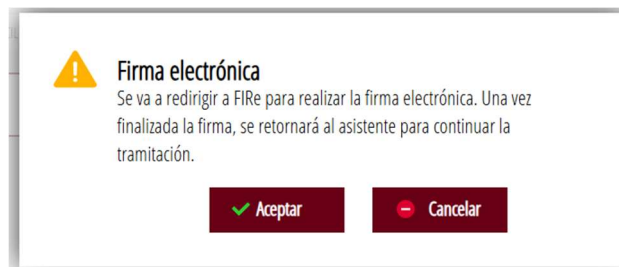 Firma electrónica
Se va a redirigir a FIRe para realizar la firma electrónica. Una vez
finalizada la firma, se retornará al asistente para continuar la
tramitación.
Aceptar
Cancelar